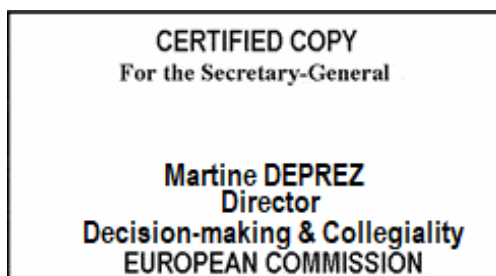 CERTIFIED COPY
For the Secretary-General
Martine DEPREZ
Director
Decision-making & Collegiality
EUROPEAN COMMISSION